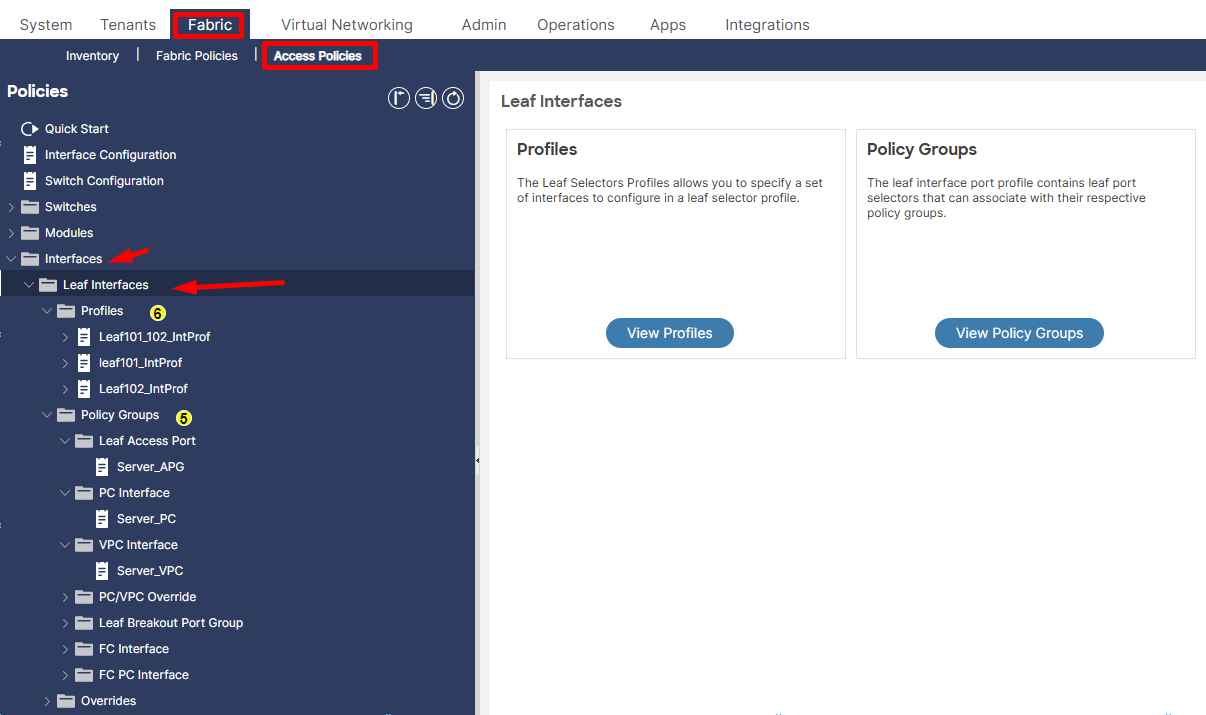 System Tenants Fabric Virtual Networking Admin Operations Apps Integrations
Inventory | Fabric Policies | Access Policies
Policies
Quick Start
Interface Configuration
Switch Configuration
Switches
Modules
Interfaces
Leaf Interfaces
Profiles 6
Leaf101_102_IntProf
leaf101_IntProf
Leaf102_IntProf
Policy Groups 5
Leaf Access Port
Server_APG
PC Interface
Server_PC
VPC Interface
Server_VPC
PC/VPC Override
Leaf Breakout Port Group
FC Interface
FC PC Interface
Overrides
Leaf Interfaces
Profiles
The Leaf Selectors Profiles allows you to specify a set
of interfaces to configure in a leaf selector profile.
View Profiles
Policy Groups
The leaf interface port profile contains leaf port
selectors that can associate with their respective
policy groups.
View Policy Groups